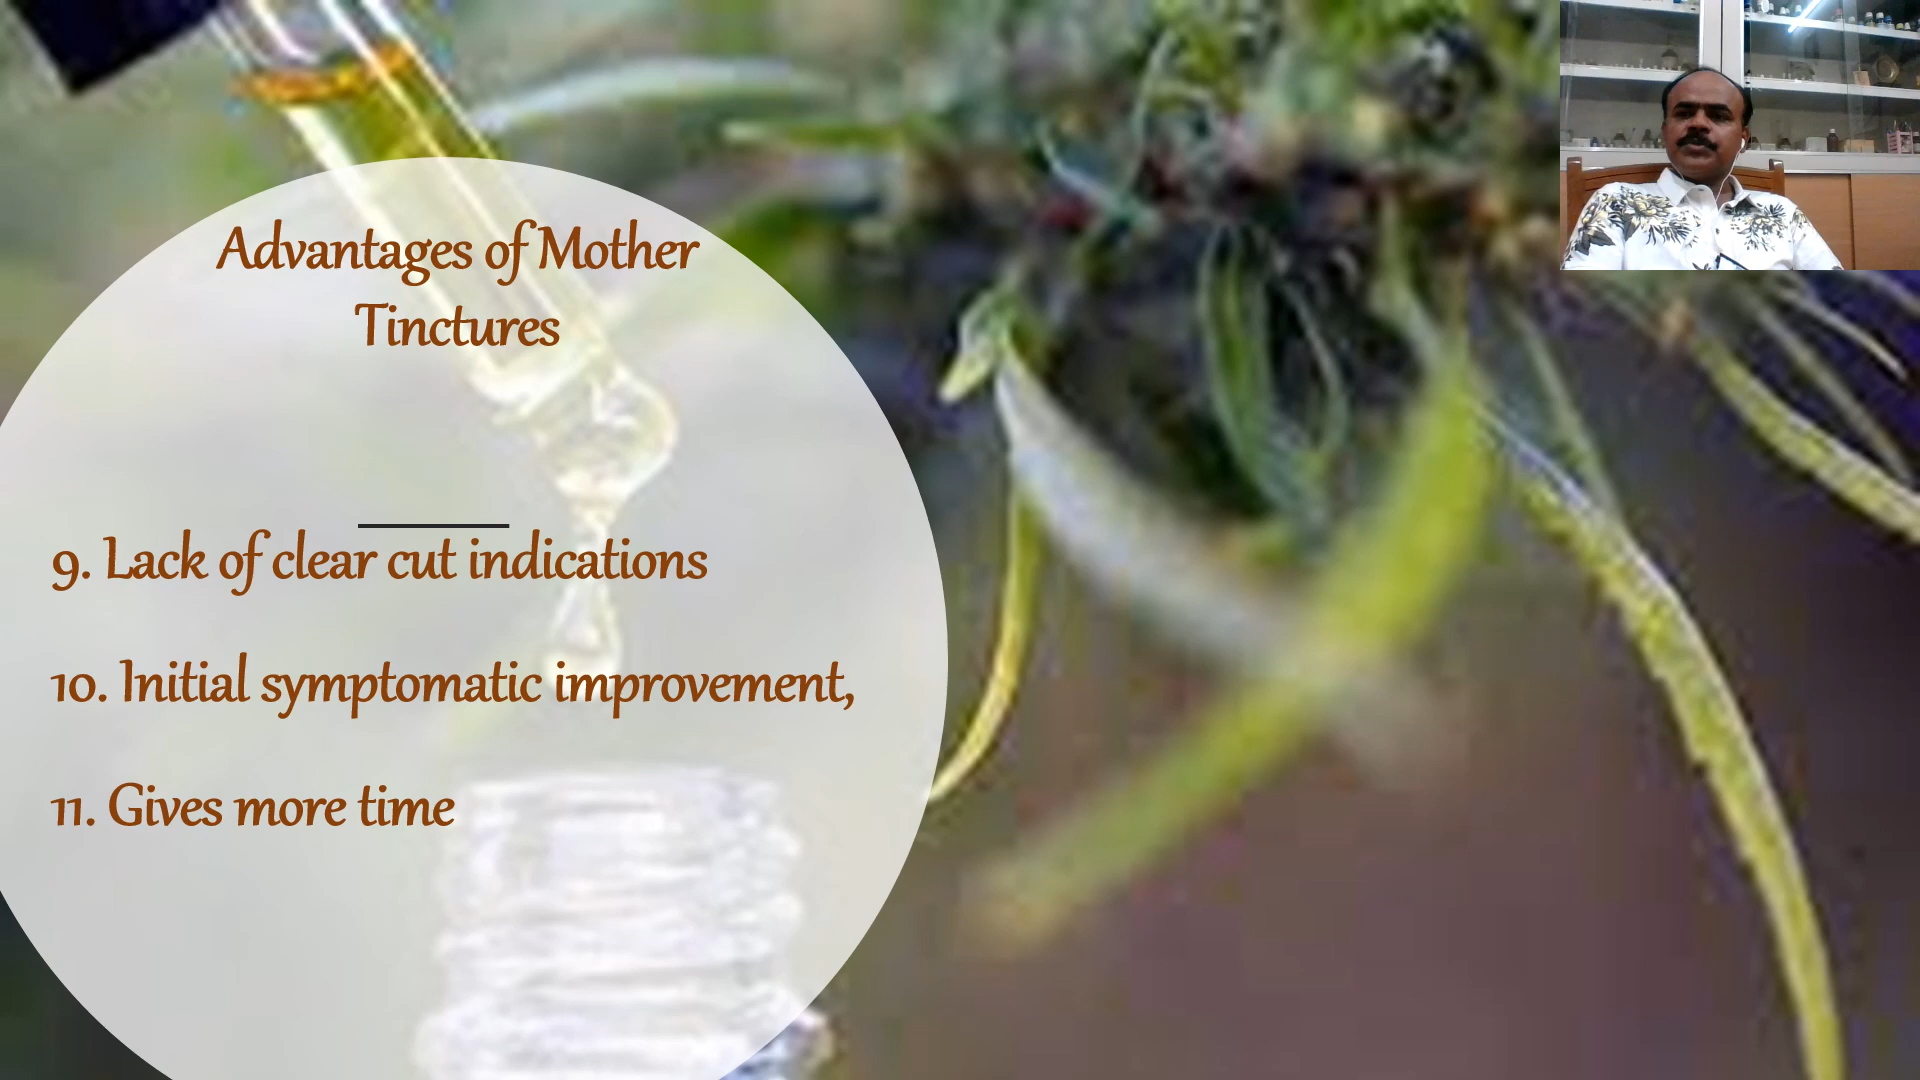 Advantages of Mother
Tinctures
9. Lack of clear cut indications
10. Initial symptomatic improvement,
11. Gives more time